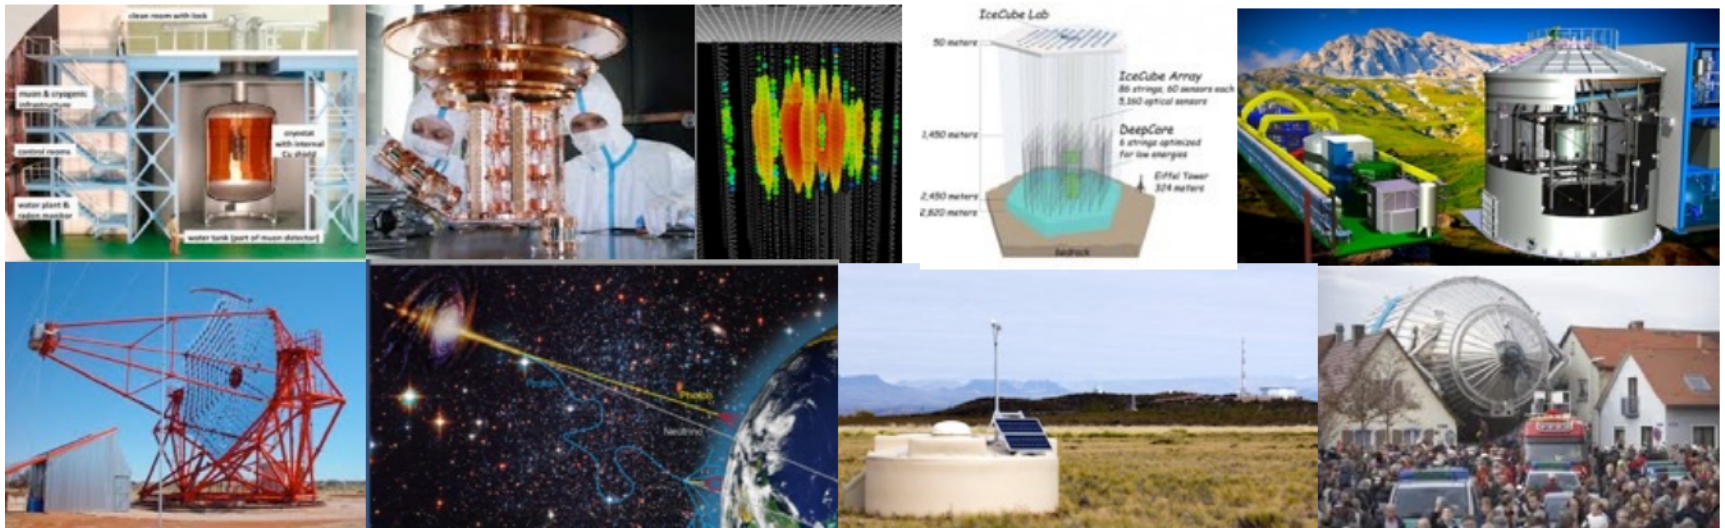 clean room with lock
muon & cryogenic
infrastructure
control rooms
water plant &
radon monitor
cryostat
with internal
Cu shield
water tank (part of muon detector)
IceCube Lab
50 meters
IceCube Array
86 strings, 60 sensors each
5,160 optical sensors
1,450 meters
DeepCore
6 strings optimized
for low energies
Eiffel Tower
324 meters
2,450 meters
2,820 meters
bedrock
Proton
Photon
Neutrino